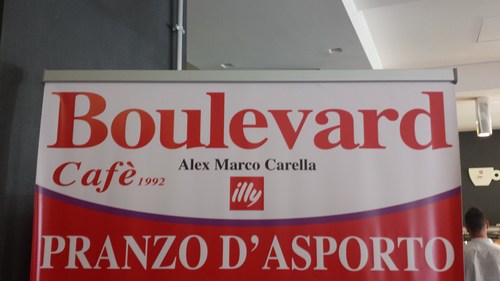 Boulevard
Alex Marco Carella
Cafè 1992
illy
PRANZO D'ASPORTO